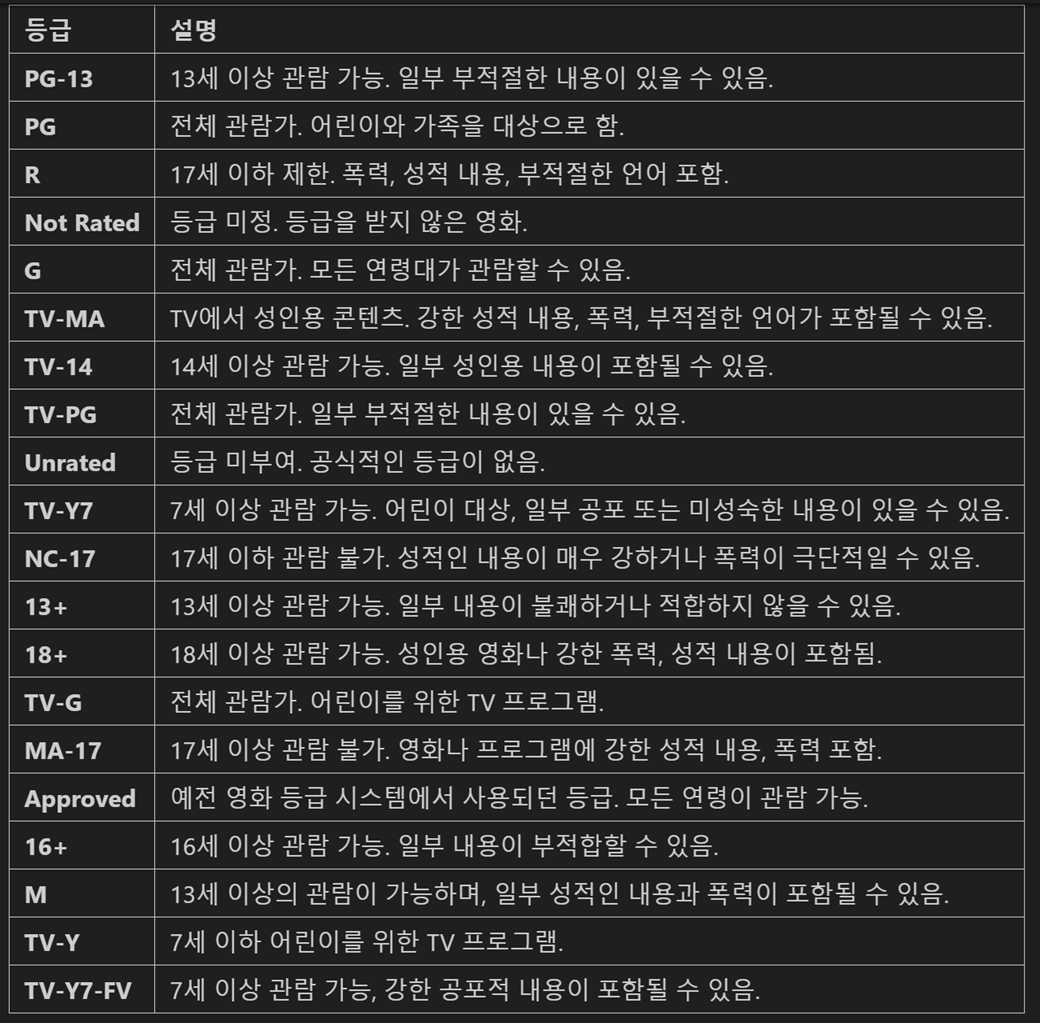 등급 설명
PG-13 13세 이상 관람 가능. 일부 부적절한 내용이 있을 수 있음.
PG 전체 관람가. 어린이와 가족을 대상으로 함.
R 17세 이하 제한. 폭력, 성적 내용, 부적절한 언어 포함.
Not Rated 등급 미정. 등급을 받지 않은 영화.
G 전체 관람가. 모든 연령대가 관람할 수 있음.
TV-MA TV에서 성인용 콘텐츠. 강한 성적 내용, 폭력, 부적절한 언어가 포함될 수 있음.
TV-14 14세 이상 관람 가능. 일부 성인용 내용이 포함될 수 있음.
TV-PG 전체 관람가. 일부 부적절한 내용이 있을 수 있음.
Unrated 등급 미부여. 공식적인 등급이 없음.
TV-Y7 7세 이상 관람 가능. 어린이 대상, 일부 공포 또는 미성숙한 내용이 있을 수 있음.
NC-17 17세 이하 관람 불가. 성적인 내용이 매우 강하거나 폭력이 극단적일 수 있음.
13+ 13세 이상 관람 가능. 일부 내용이 불쾌하거나 적합하지 않을 수 있음.
18+ 18세 이상 관람 가능. 성인용 영화나 강한 폭력, 성적 내용이 포함됨.
TV-G 전체 관람가. 어린이를 위한 TV 프로그램.
MA-17 17세 이상 관람 불가. 영화나 프로그램에 강한 성적 내용, 폭력 포함.
Approved 예전 영화 등급 시스템에서 사용되던 등급. 모든 연령이 관람 가능.
16+ 16세 이상 관람 가능. 일부 내용이 부적합할 수 있음.
M 13세 이상의 관람이 가능하며, 일부 성적인 내용과 폭력이 포함될 수 있음.
TV-Y 7세 이하 어린이를 위한 TV 프로그램.
TV-Y7-FV 7세 이상 관람 가능, 강한 공포적 내용이 포함될 수 있음.